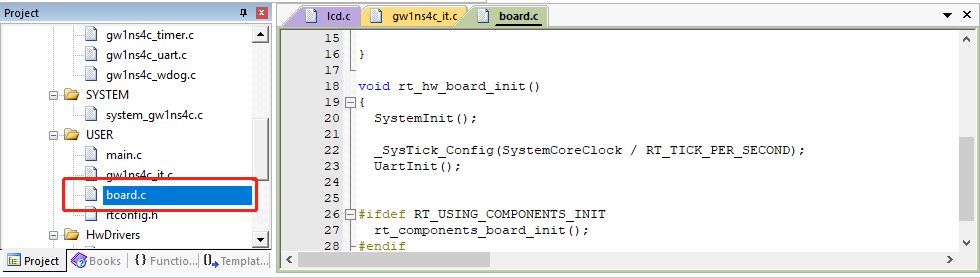 Project
gw1ns4c_timer.c
gw1ns4c_uart.c
gw1ns4c_wdog.c
SYSTEM
system_gw1ns4c.c
USER
main.c
gw1ns4c_it.c
board.c
rtconfig.h
HwDrivers
Project Books {} Functio... Templat...
lcd.c gw1ns4c_it.c board.c
15
16 }
17
18 void rt_hw_board_init()
19 {
20 SystemInit();
21
22 _SysTick_Config(SystemCoreClock / RT_TICK_PER_SECOND);
23 UartInit();
24
25
26 #ifdef RT_USING_COMPONENTS_INIT
27 rt_components_board_init();
28 #endif